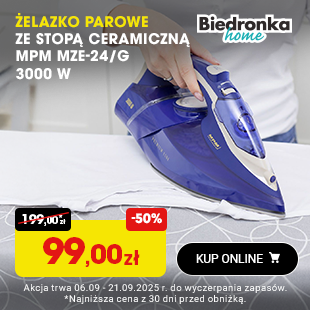 ŻELAZKO PAROWE
ZE STOPĄ CERAMICZNĄ
MPM MZE-24/G
3000 W
Biedronka
home
199,00 zł
-50%
99,00 zł
KUP ONLINE
Akcja trwa 06.09 - 21.09.2025 r. do wyczerpania zapasów.
*Najniższa cena z 30 dni przed obniżką.